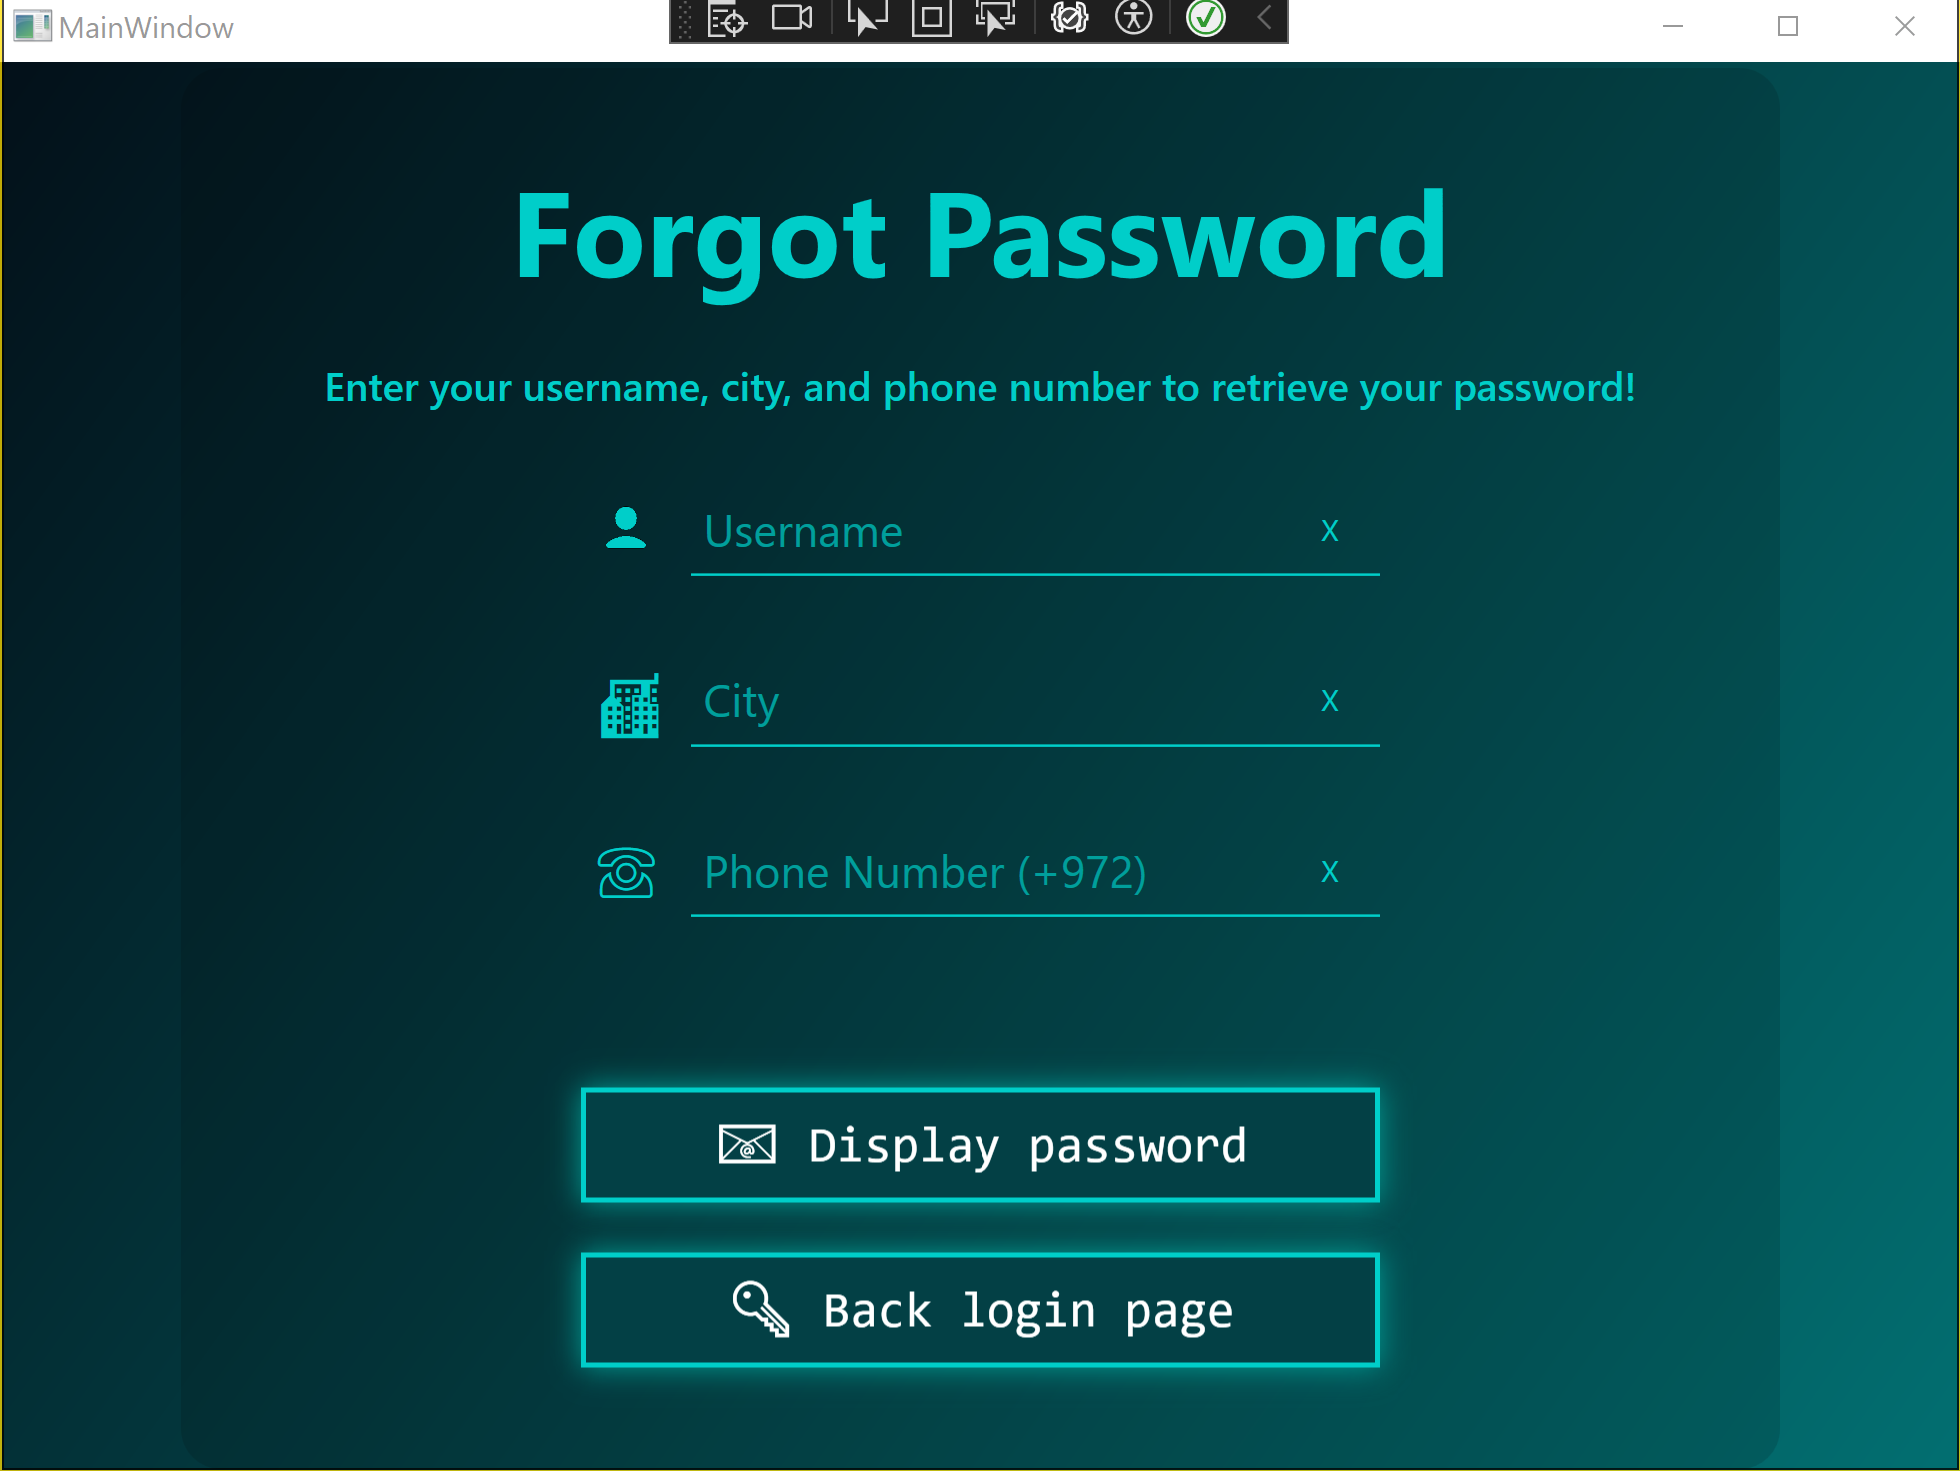 MainWindow
Forgot Password
Enter your username, city, and phone number to retrieve your password!
Username X
City X
Phone Number (+972) X
Display password
Back login page